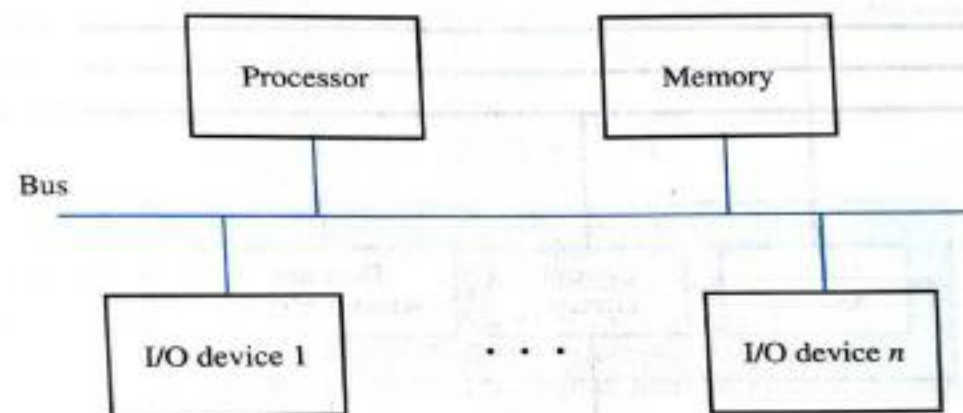 Processor
Memory
Bus
I/O device 1
. . .
I/O device n